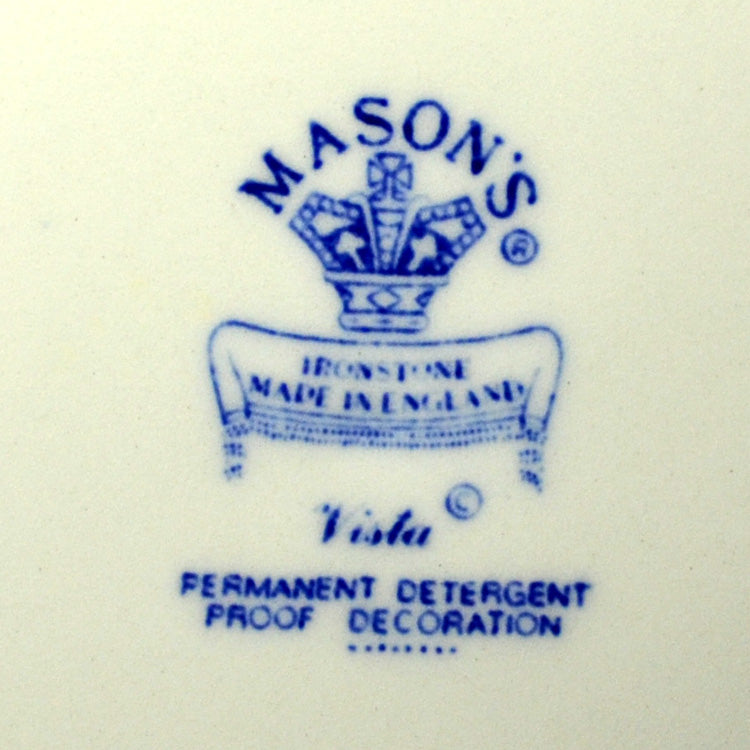 MASON'S
®
IRONSTONE
MADE IN ENGLAND
Vista ©
PERMANENT DETERGENT
PROOF DECORATION